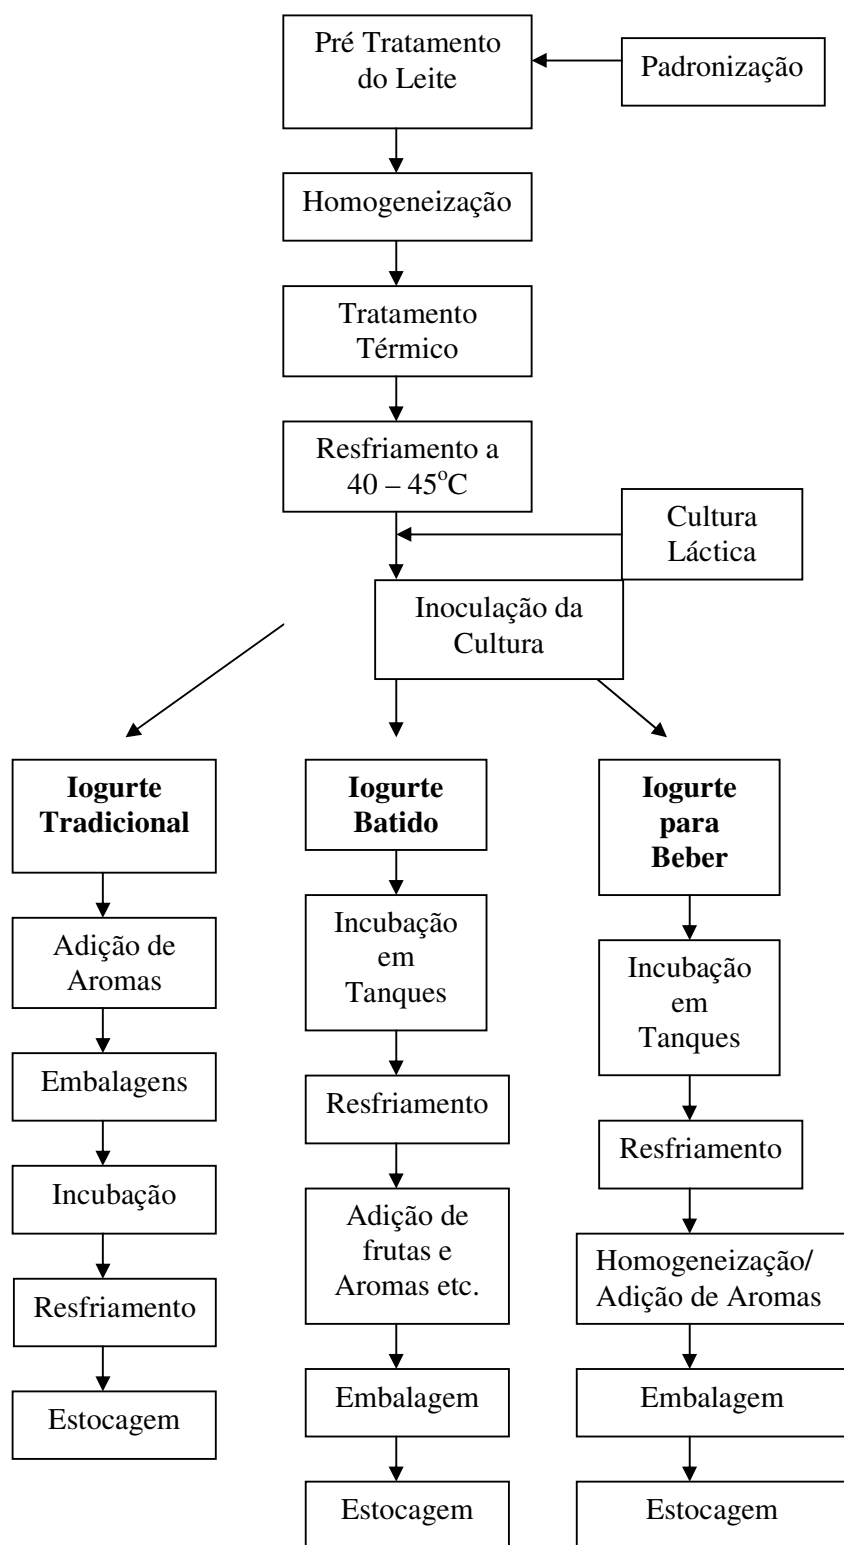 Pré Tratamento
do Leite
Padronização
Homogeneização
Tratamento
Térmico
Resfriamento a
40 – 45°C
Cultura
Láctica
Inoculação da
Cultura
Iogurte
Tradicional
Adição de
Aromas
Embalagens
Incubação
Resfriamento
Estocagem
Iogurte
Batido
Incubação
em
Tanques
Resfriamento
Adição de
frutas e
Aromas etc.
Embalagem
Estocagem
Iogurte
para
Beber
Incubação
em
Tanques
Resfriamento
Homogeneização/
Adição de Aromas
Embalagem
Estocagem